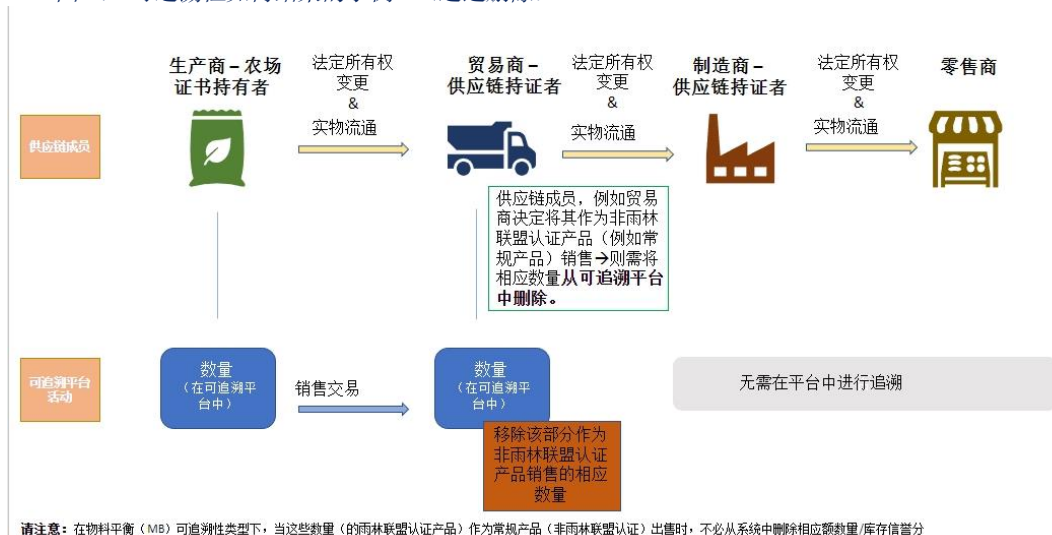 生产商–农场
证书持有者
法定所有权
变更
&
实物流通
贸易商–
供应链持证者
法定所有权
变更
&
实物流通
制造商–
供应链持证者
法定所有权
变更
&
实物流通
零售商
供应链成员
供应链成员，例如贸易
商决定将其作为非雨林
联盟认证产品（例如常
规产品）销售→则需将
相应数量从可追溯平台
中删除。
可追溯平台
活动
数量
（在可追溯平
台中）
销售交易
数量
（在可追溯平
台中）
无需在平台中进行追溯
移除该部分作为
非雨林联盟认证
产品销售的相应
数量
请注意：在物料平衡（MB）可追溯性类型下，当这些数量（的雨林联盟认证产品）作为常规产品（非雨林联盟认证）出售时，不必从系统中删除相应额数量/库存信誉分